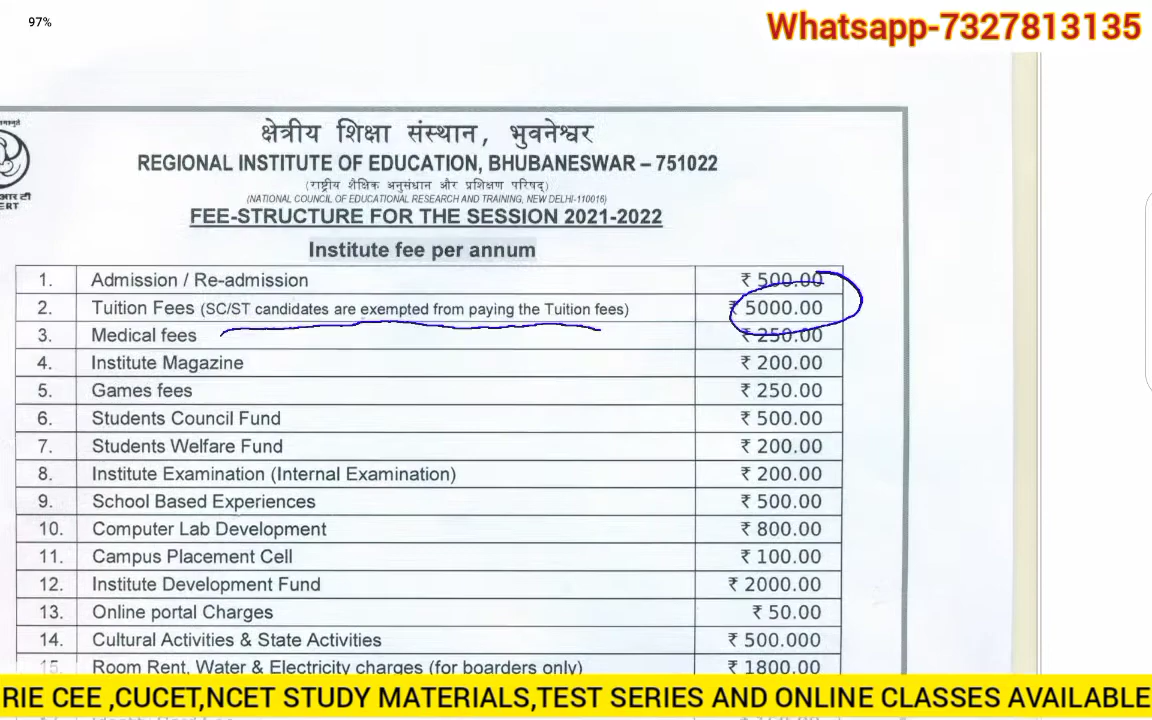 97%
Whatsapp-7327813135
क्षेत्रीय शिक्षा संस्थान, भुवनेश्वर
REGIONAL INSTITUTE OF EDUCATION, BHUBANESWAR – 751022
(राष्ट्रीय शैक्षिक अनुसंधान और प्रशिक्षण परिषद्)
(NATIONAL COUNCIL OF EDUCATIONAL RESEARCH AND TRAINING, NEW DELHI-110016)
FEE-STRUCTURE FOR THE SESSION 2021-2022
Institute fee per annum
1. Admission / Re-admission ₹ 500.00
2. Tuition Fees (SC/ST candidates are exempted from paying the Tuition fees) ₹ 5000.00
3. Medical fees ₹ 250.00
4. Institute Magazine ₹ 200.00
5. Games fees ₹ 250.00
6. Students Council Fund ₹ 500.00
7. Students Welfare Fund ₹ 200.00
8. Institute Examination (Internal Examination) ₹ 200.00
9. School Based Experiences ₹ 500.00
10. Computer Lab Development ₹ 800.00
11. Campus Placement Cell ₹ 100.00
12. Institute Development Fund ₹ 2000.00
13. Online portal Charges ₹ 50.00
14. Cultural Activities & State Activities ₹ 500.000
15. Room Rent, Water & Electricity charges (for boarders only) ₹ 1800.00
RIE CEE ,CUCET,NCET STUDY MATERIALS,TEST SERIES AND ONLINE CLASSES AVAILABLE